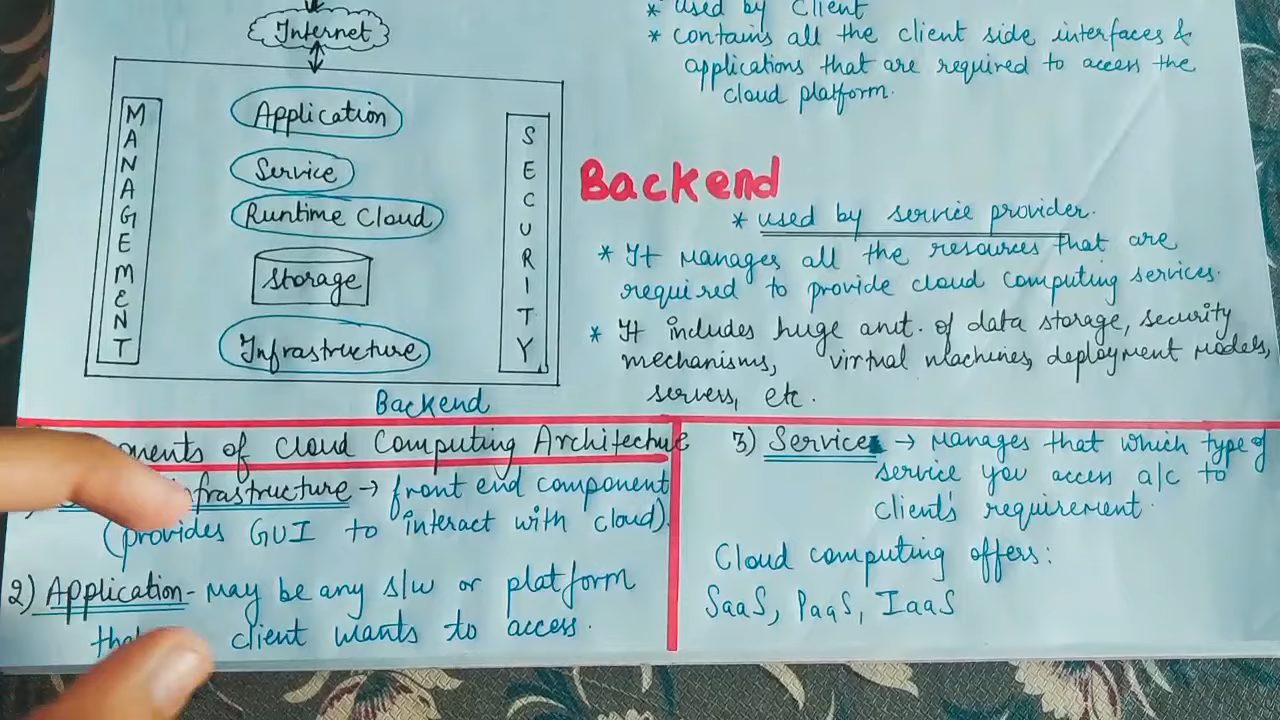 Internet
MANAGEMENT
Application
Service
Runtime Cloud
Storage
Infrastructure
SECURITY
Backend
* used by Client
* contains all the client side interfaces &
applications that are required to access the
cloud platform.
Backend
* used by service provider.
* It manages all the resources that are
required to provide cloud computing services.
* It includes huge amt. of data storage, security
mechanisms, virtual machines, deployment models,
servers, etc.
of Cloud Computing Architecture
→ front end component
(provides GUI to interact with cloud).
2) Application - may be any s/w or platform
client wants to access.
3) Service → Manages that which type of
service you access a/c to
client's requirement.
Cloud computing offers:
SaaS, PaaS, IaaS